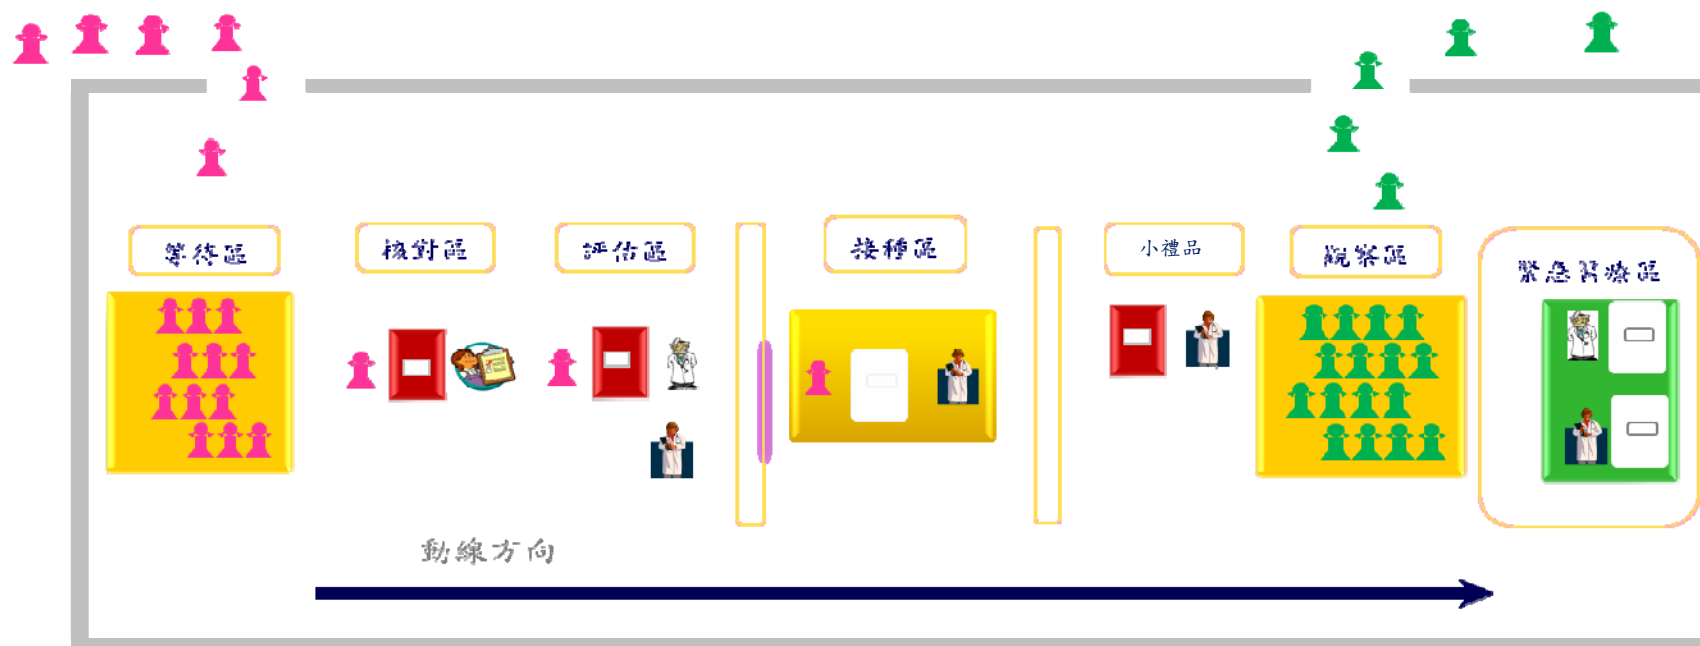 等待區
核對區
評估區
接種區
小禮品
觀察區
緊急醫療區
動線方向